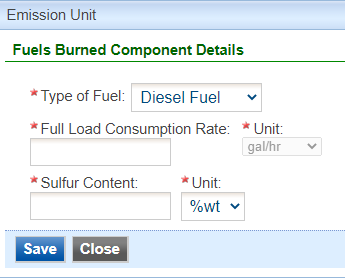 Emission Unit
Fuels Burned Component Details
* Type of Fuel: Diesel Fuel
* Full Load Consumption Rate: * Unit:
gal/hr
* Sulfur Content: * Unit:
%wt
Save Close